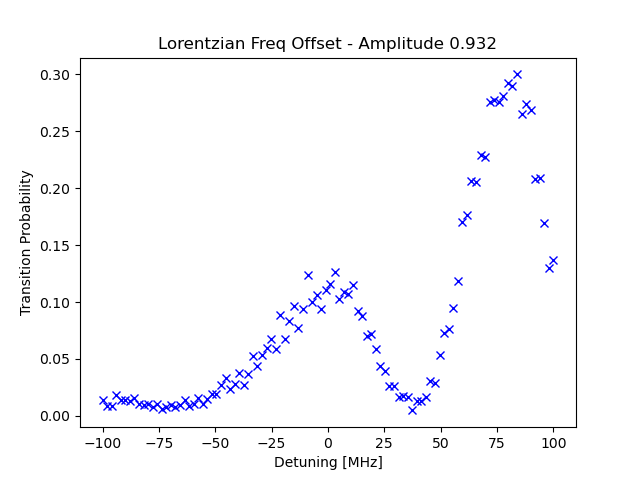 Lorentzian Freq Offset - Amplitude 0.932
0.30
0.25
0.20
0.15
0.10
0.05
0.00
Transition Probability
−100 −75 −50 −25 0 25 50 75 100
Detuning [MHz]